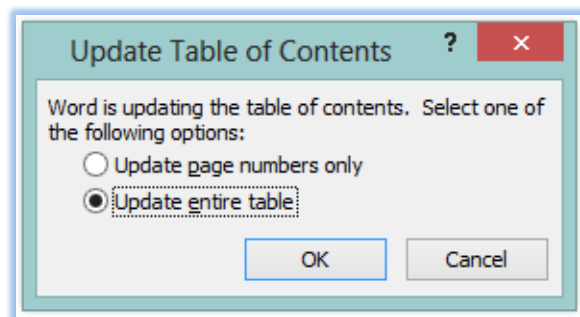 Update Table of Contents ? ×
Word is updating the table of contents. Select one of
the following options:
Update page numbers only
Update entire table
OK Cancel